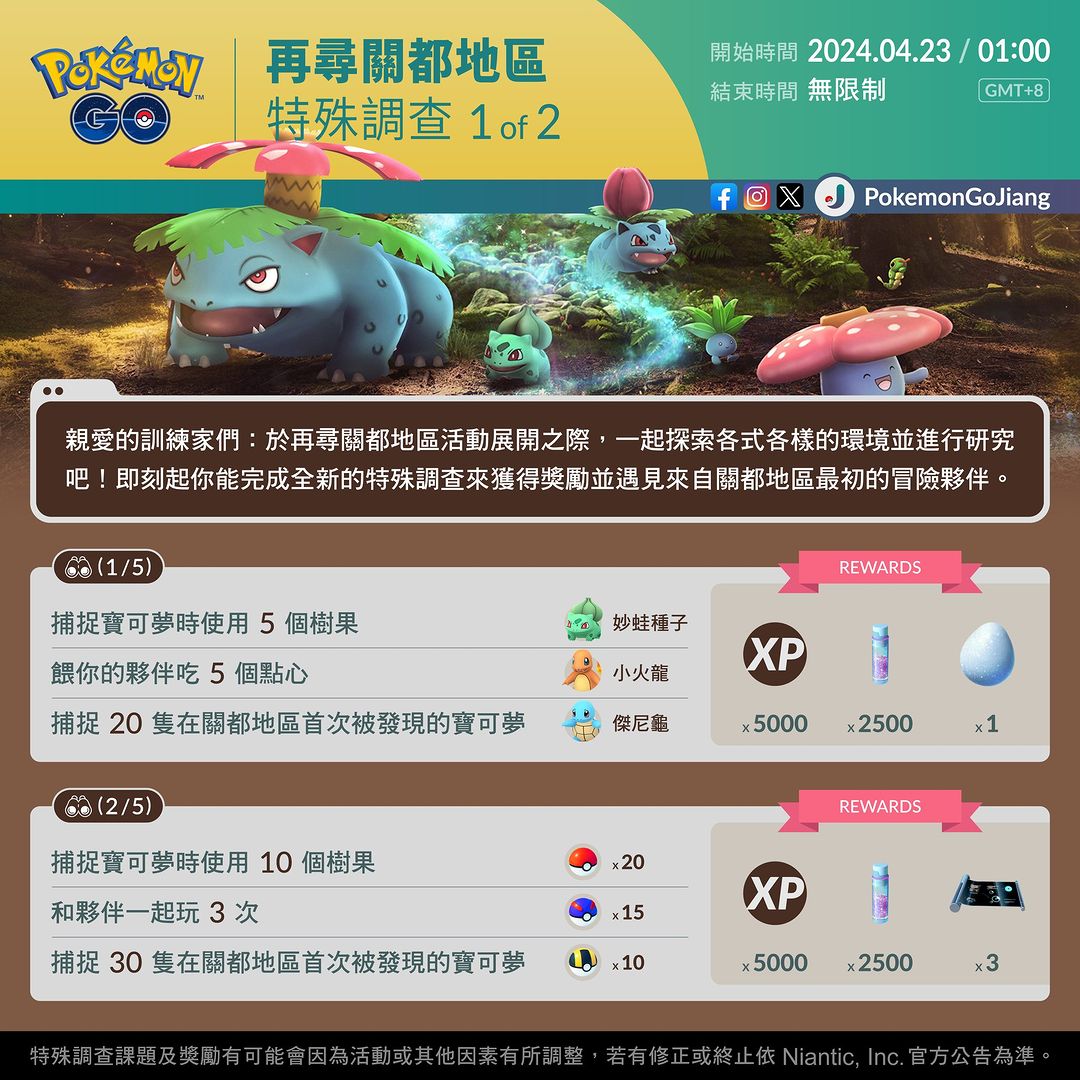 POKÉMON GO™
再尋關都地區
特殊調查 1 of 2
開始時間 2024.04.23 / 01:00
結束時間 無限制 GMT+8
PokemonGoJiang
親愛的訓練家們：於再尋關都地區活動展開之際，一起探索各式各樣的環境並進行研究
吧！即刻起你能完成全新的特殊調查來獲得獎勵並遇見來自關都地區最初的冒險夥伴。
(1/5)
REWARDS
捕捉寶可夢時使用 5 個樹果 妙蛙種子
餵你的夥伴吃 5 個點心 小火龍
捕捉 20 隻在關都地區首次被發現的寶可夢 傑尼龜
XP
x5000 x2500 x1
(2/5)
REWARDS
捕捉寶可夢時使用 10 個樹果 x20
和夥伴一起玩 3 次 x15
捕捉 30 隻在關都地區首次被發現的寶可夢 x10
XP
x5000 x2500 x3
特殊調查課題及獎勵有可能會因為活動或其他因素有所調整，若有修正或終止依 Niantic, Inc. 官方公告為準。